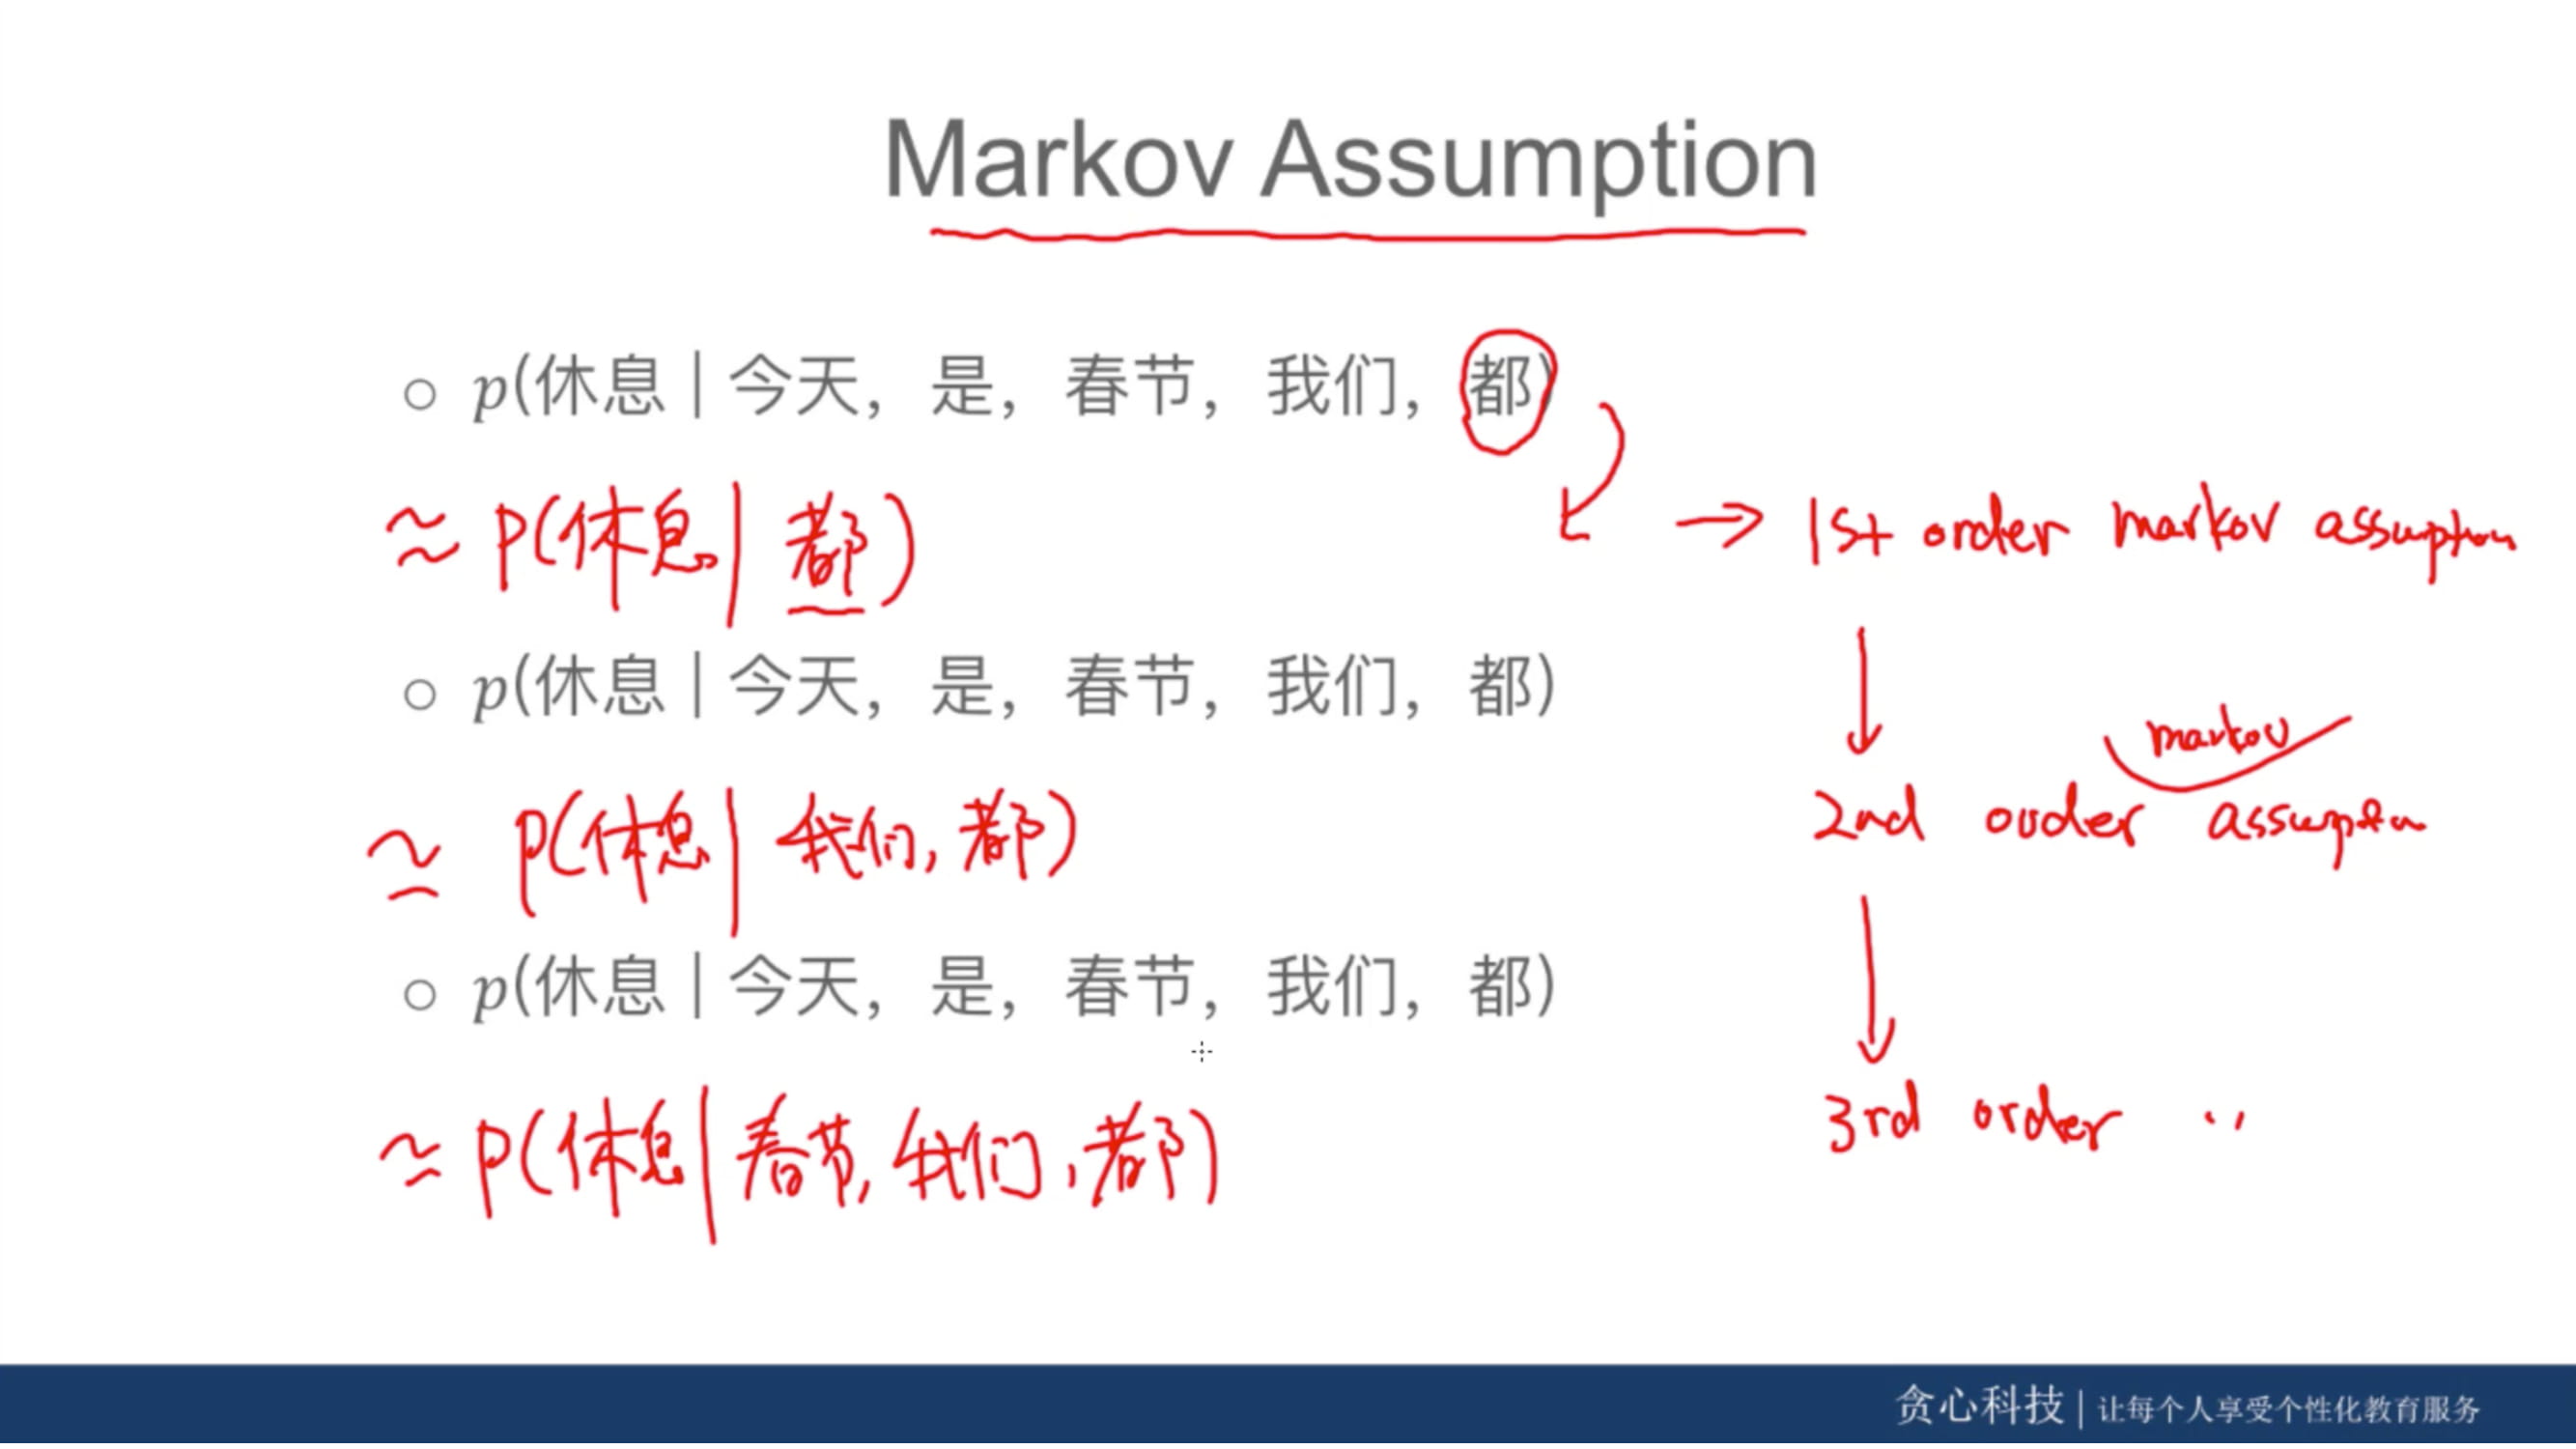 Markov Assumption
○ p(休息 | 今天，是，春节，我们，都)
≈ p(休息 | 都) → 1st order markov assumption
○ p(休息 | 今天，是，春节，我们，都)
markov
≃ p(休息 | 我们, 都) 2nd order assumption
○ p(休息 | 今天，是，春节，我们，都)
≈ p(休息 | 春节, 我们, 都) 3rd order ..
贪心科技 | 让每个人享受个性化教育服务